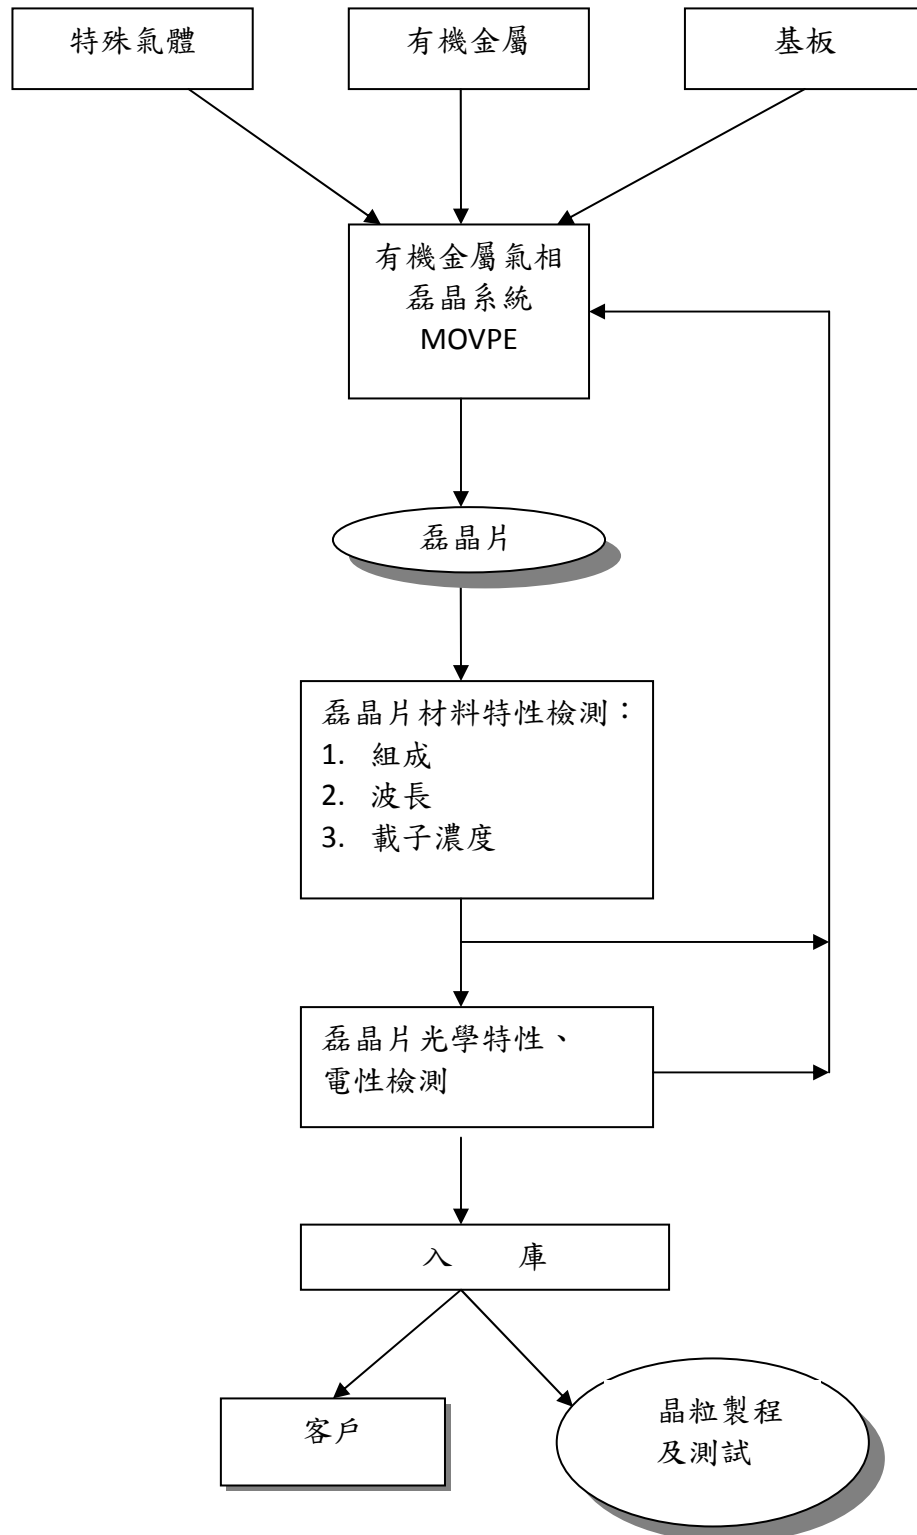 特殊氣體
有機金屬
基板
有機金屬氣相
磊晶系統
MOVPE
磊晶片
磊晶片材料特性檢測：
1. 組成
2. 波長
3. 載子濃度
磊晶片光學特性、
電性檢測
入 庫
客戶
晶粒製程
及測試